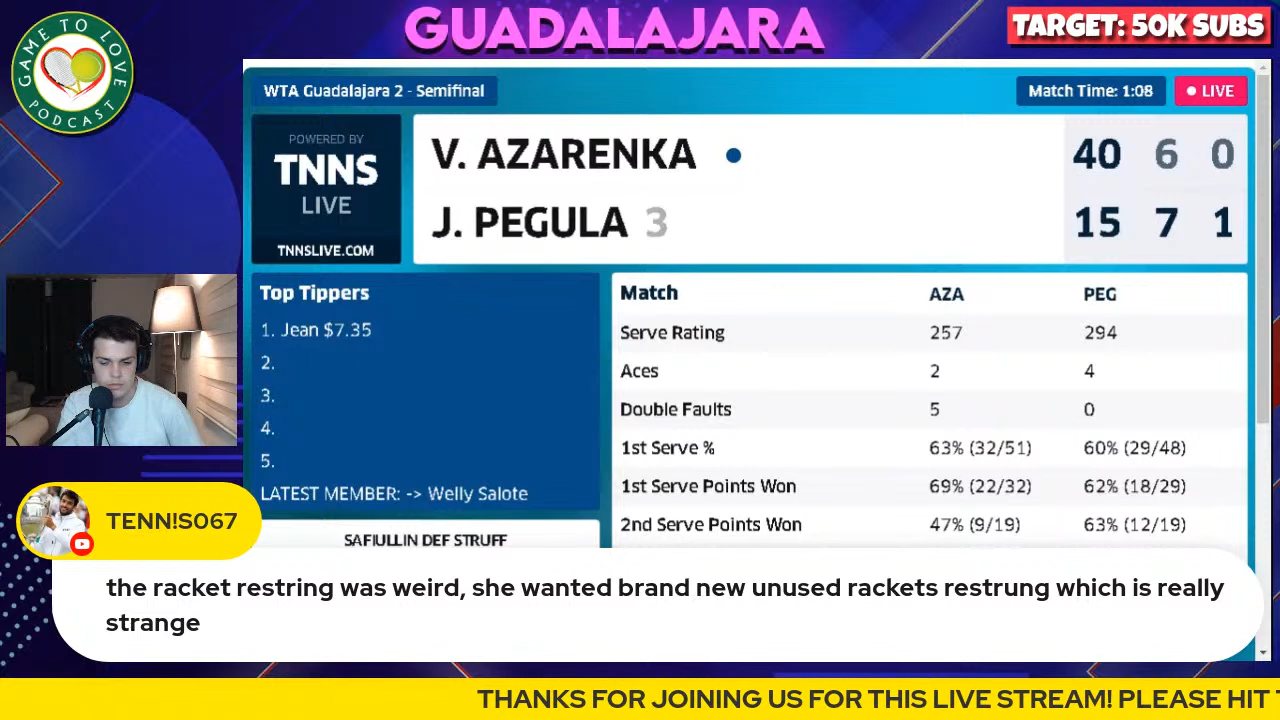 GAME TO LOVE
PODCAST
GUADALAJARA
TARGET: 50K SUBS
WTA Guadalajara 2 - Semifinal
Match Time: 1:08
LIVE
POWERED BY
TNNS
LIVE
TNNSLIVE.COM
V. AZARENKA 40 6 0
J. PEGULA 3 15 7 1
Top Tippers
1. Jean $7.35
2.
3.
4.
5.
LATEST MEMBER: -> Welly Salote
SAFIULLIN DEF STRUFF
Match AZA PEG
Serve Rating 257 294
Aces 2 4
Double Faults 5 0
1st Serve % 63% (32/51) 60% (29/48)
1st Serve Points Won 69% (22/32) 62% (18/29)
2nd Serve Points Won 47% (9/19) 63% (12/19)
TENN!S067
the racket restring was weird, she wanted brand new unused rackets restrung which is really
strange
THANKS FOR JOINING US FOR THIS LIVE STREAM! PLEASE HIT